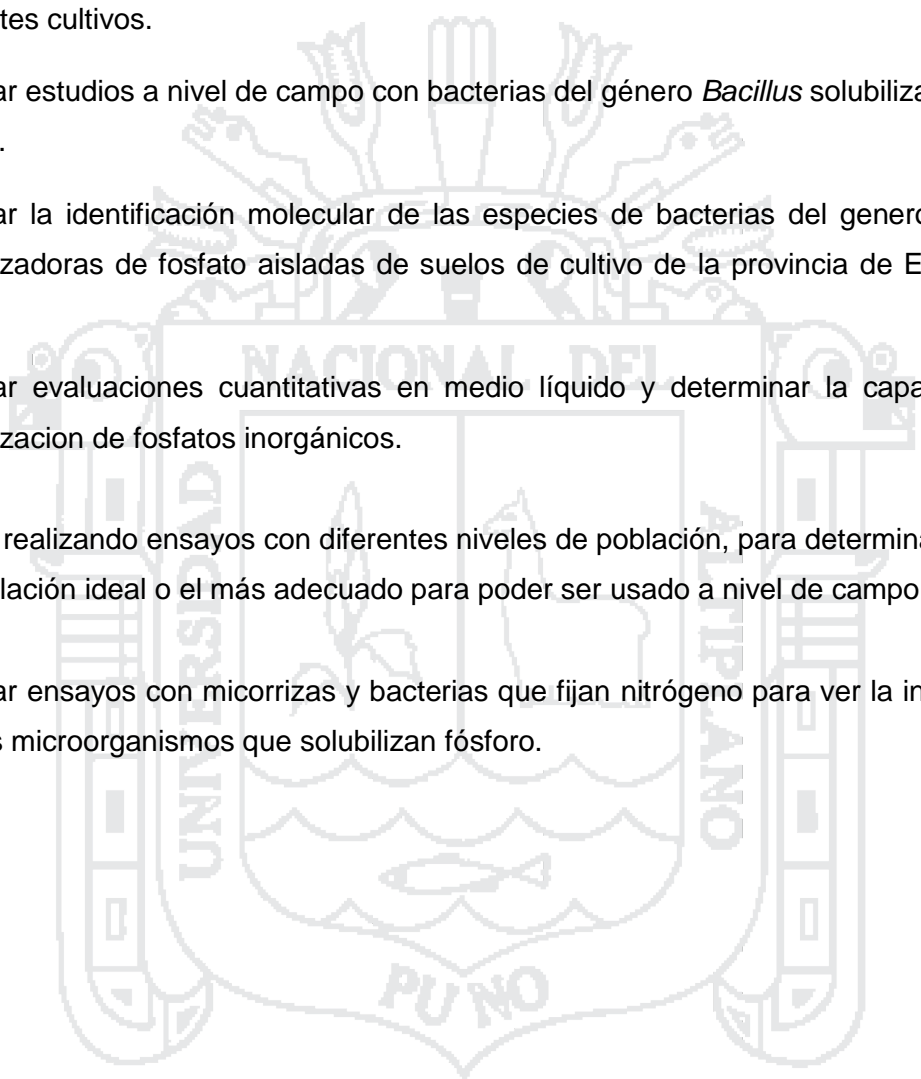 tes cultivos.
ar estudios a nivel de campo con bacterias del género Bacillus solubiliza
.
ar la identificación molecular de las especies de bacterias del genero
izadoras de fosfato aisladas de suelos de cultivo de la provincia de E
ar evaluaciones cuantitativas en medio líquido y determinar la capa
izacion de fosfatos inorgánicos.
realizando ensayos con diferentes niveles de población, para determina
lación ideal o el más adecuado para poder ser usado a nivel de campo
ar ensayos con micorrizas y bacterias que fijan nitrógeno para ver la in
s microorganismos que solubilizan fósforo.
NACIONAL DEL
UNIVERSIDAD
ALTIPLANO
PUNO